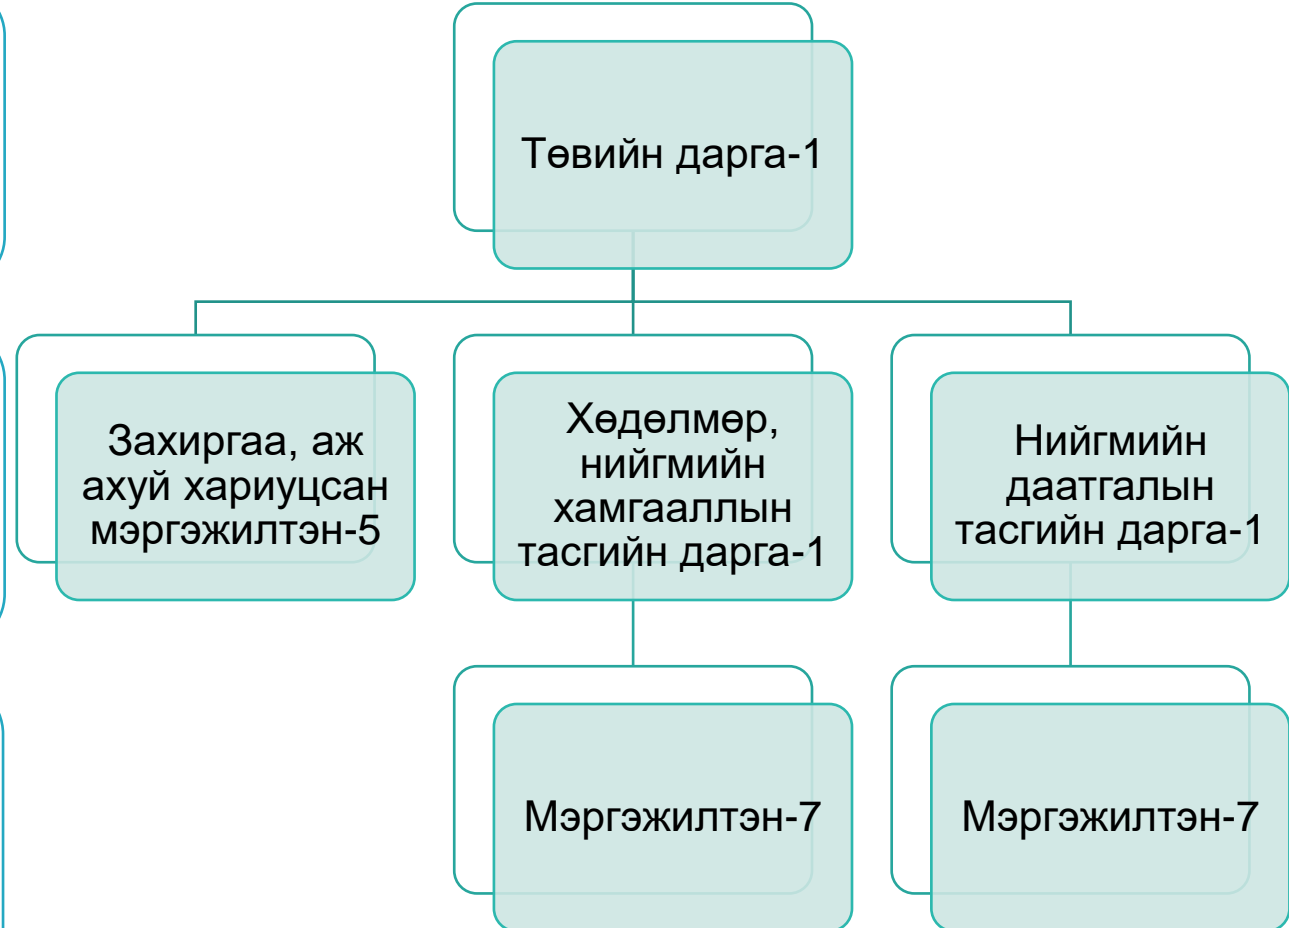 Төвийн дарга-1
Захиргаа, аж
ахуй хариуцсан
мэргэжилтэн-5
Хөдөлмөр,
нийгмийн
хамгааллын
тасгийн дарга-1
Нийгмийн
даатгалын
тасгийн дарга-1
Мэргэжилтэн-7
Мэргэжилтэн-7